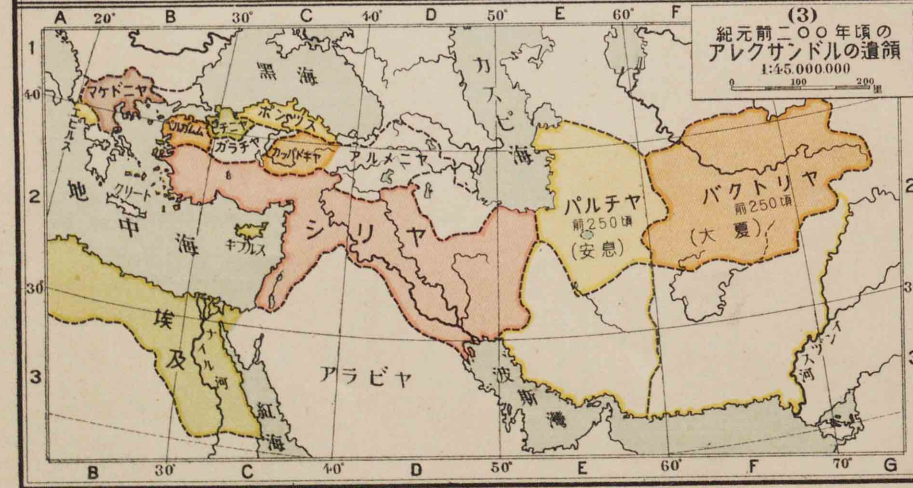 A 20° B 30° C 40° D 50° E 60° F
(3)
紀元前二〇〇年頃の
アレクサンドルの遺領
1:45.000.000
0 100 200
里
1
40
2
30
3
マケドニヤ
黒海
カスピ海
ペルガムム
ビチニヤ
ガラチヤ
ポンツス
カッパドキヤ
アルメニヤ
地中海
クリート
キプルス
シリヤ
パルチヤ
前250頃
(安息)
バクトリヤ
前250頃
(大夏)
埃及
ナイル河
紅海
アラビヤ
波斯灣
インヅス河
2
3
B 30° C 40° D 50° E 60° F 70° G